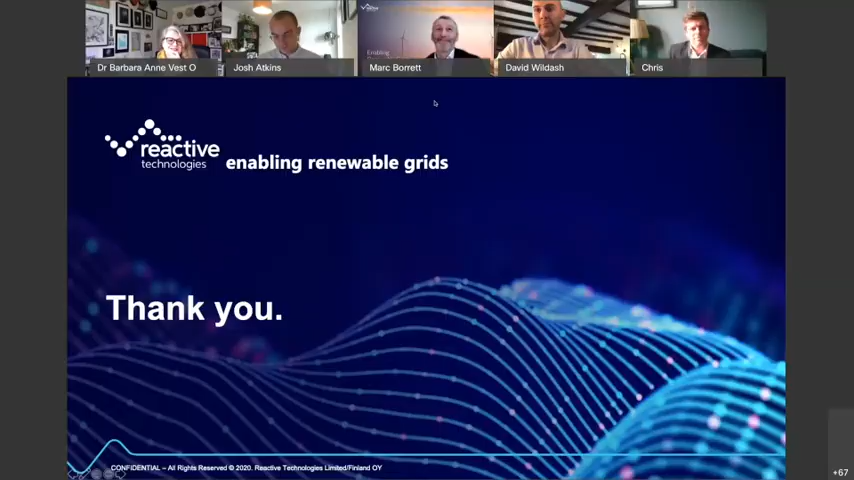 Dr Barbara Anne Vest O
Josh Atkins
Enabling
Marc Borrett
David Wildash
Chris
reactive
technologies
enabling renewable grids
Thank you.
CONFIDENTIAL – All Rights Reserved © 2020. Reactive Technologies Limited/Finland OY
+67